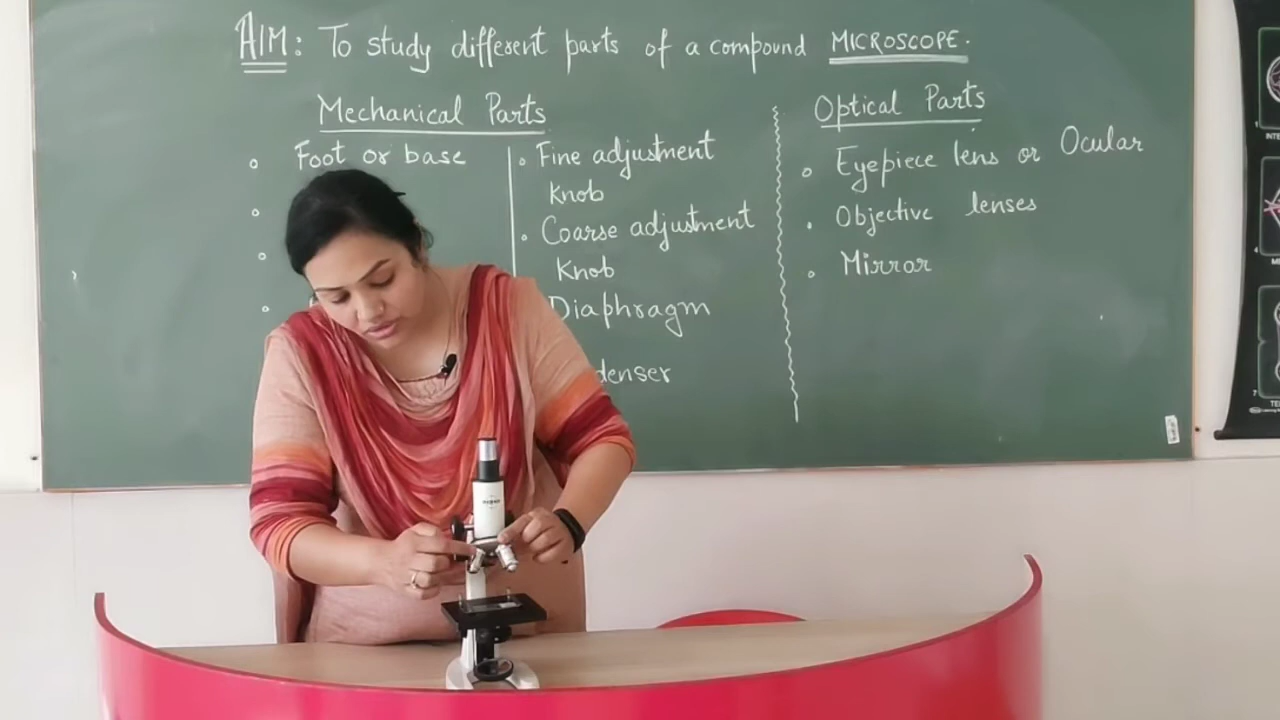 AIM: To study different parts of a compound MICROSCOPE.
Mechanical Parts
Foot or base
Fine adjustment
Knob
Coarse adjustment
Knob
Diaphragm
denser
Optical Parts
Eyepiece lens or Ocular
Objective lenses
Mirror